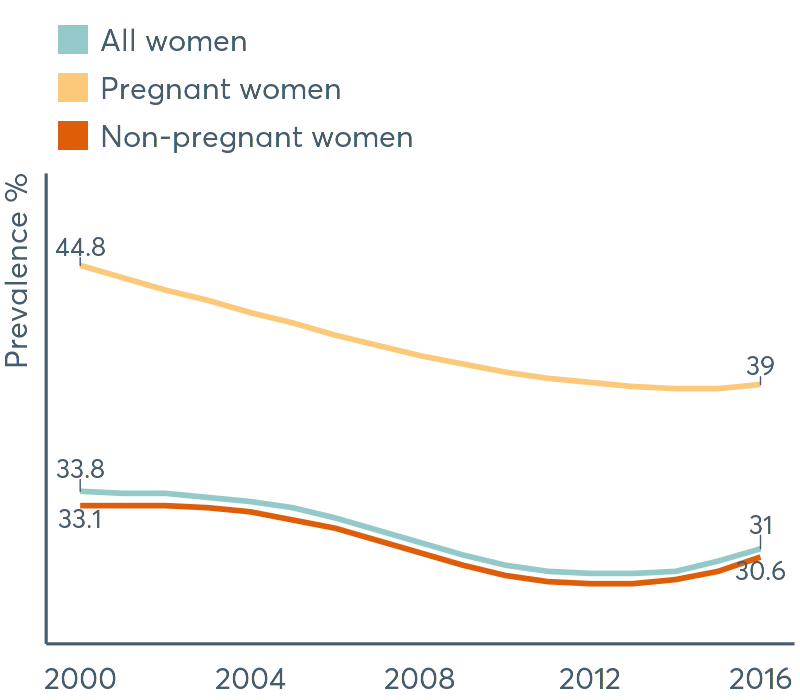 All women
Pregnant women
Non-pregnant women
Prevalence %
44.8
39
33.8
33.1
31
30.6
2000 2004 2008 2012 2016